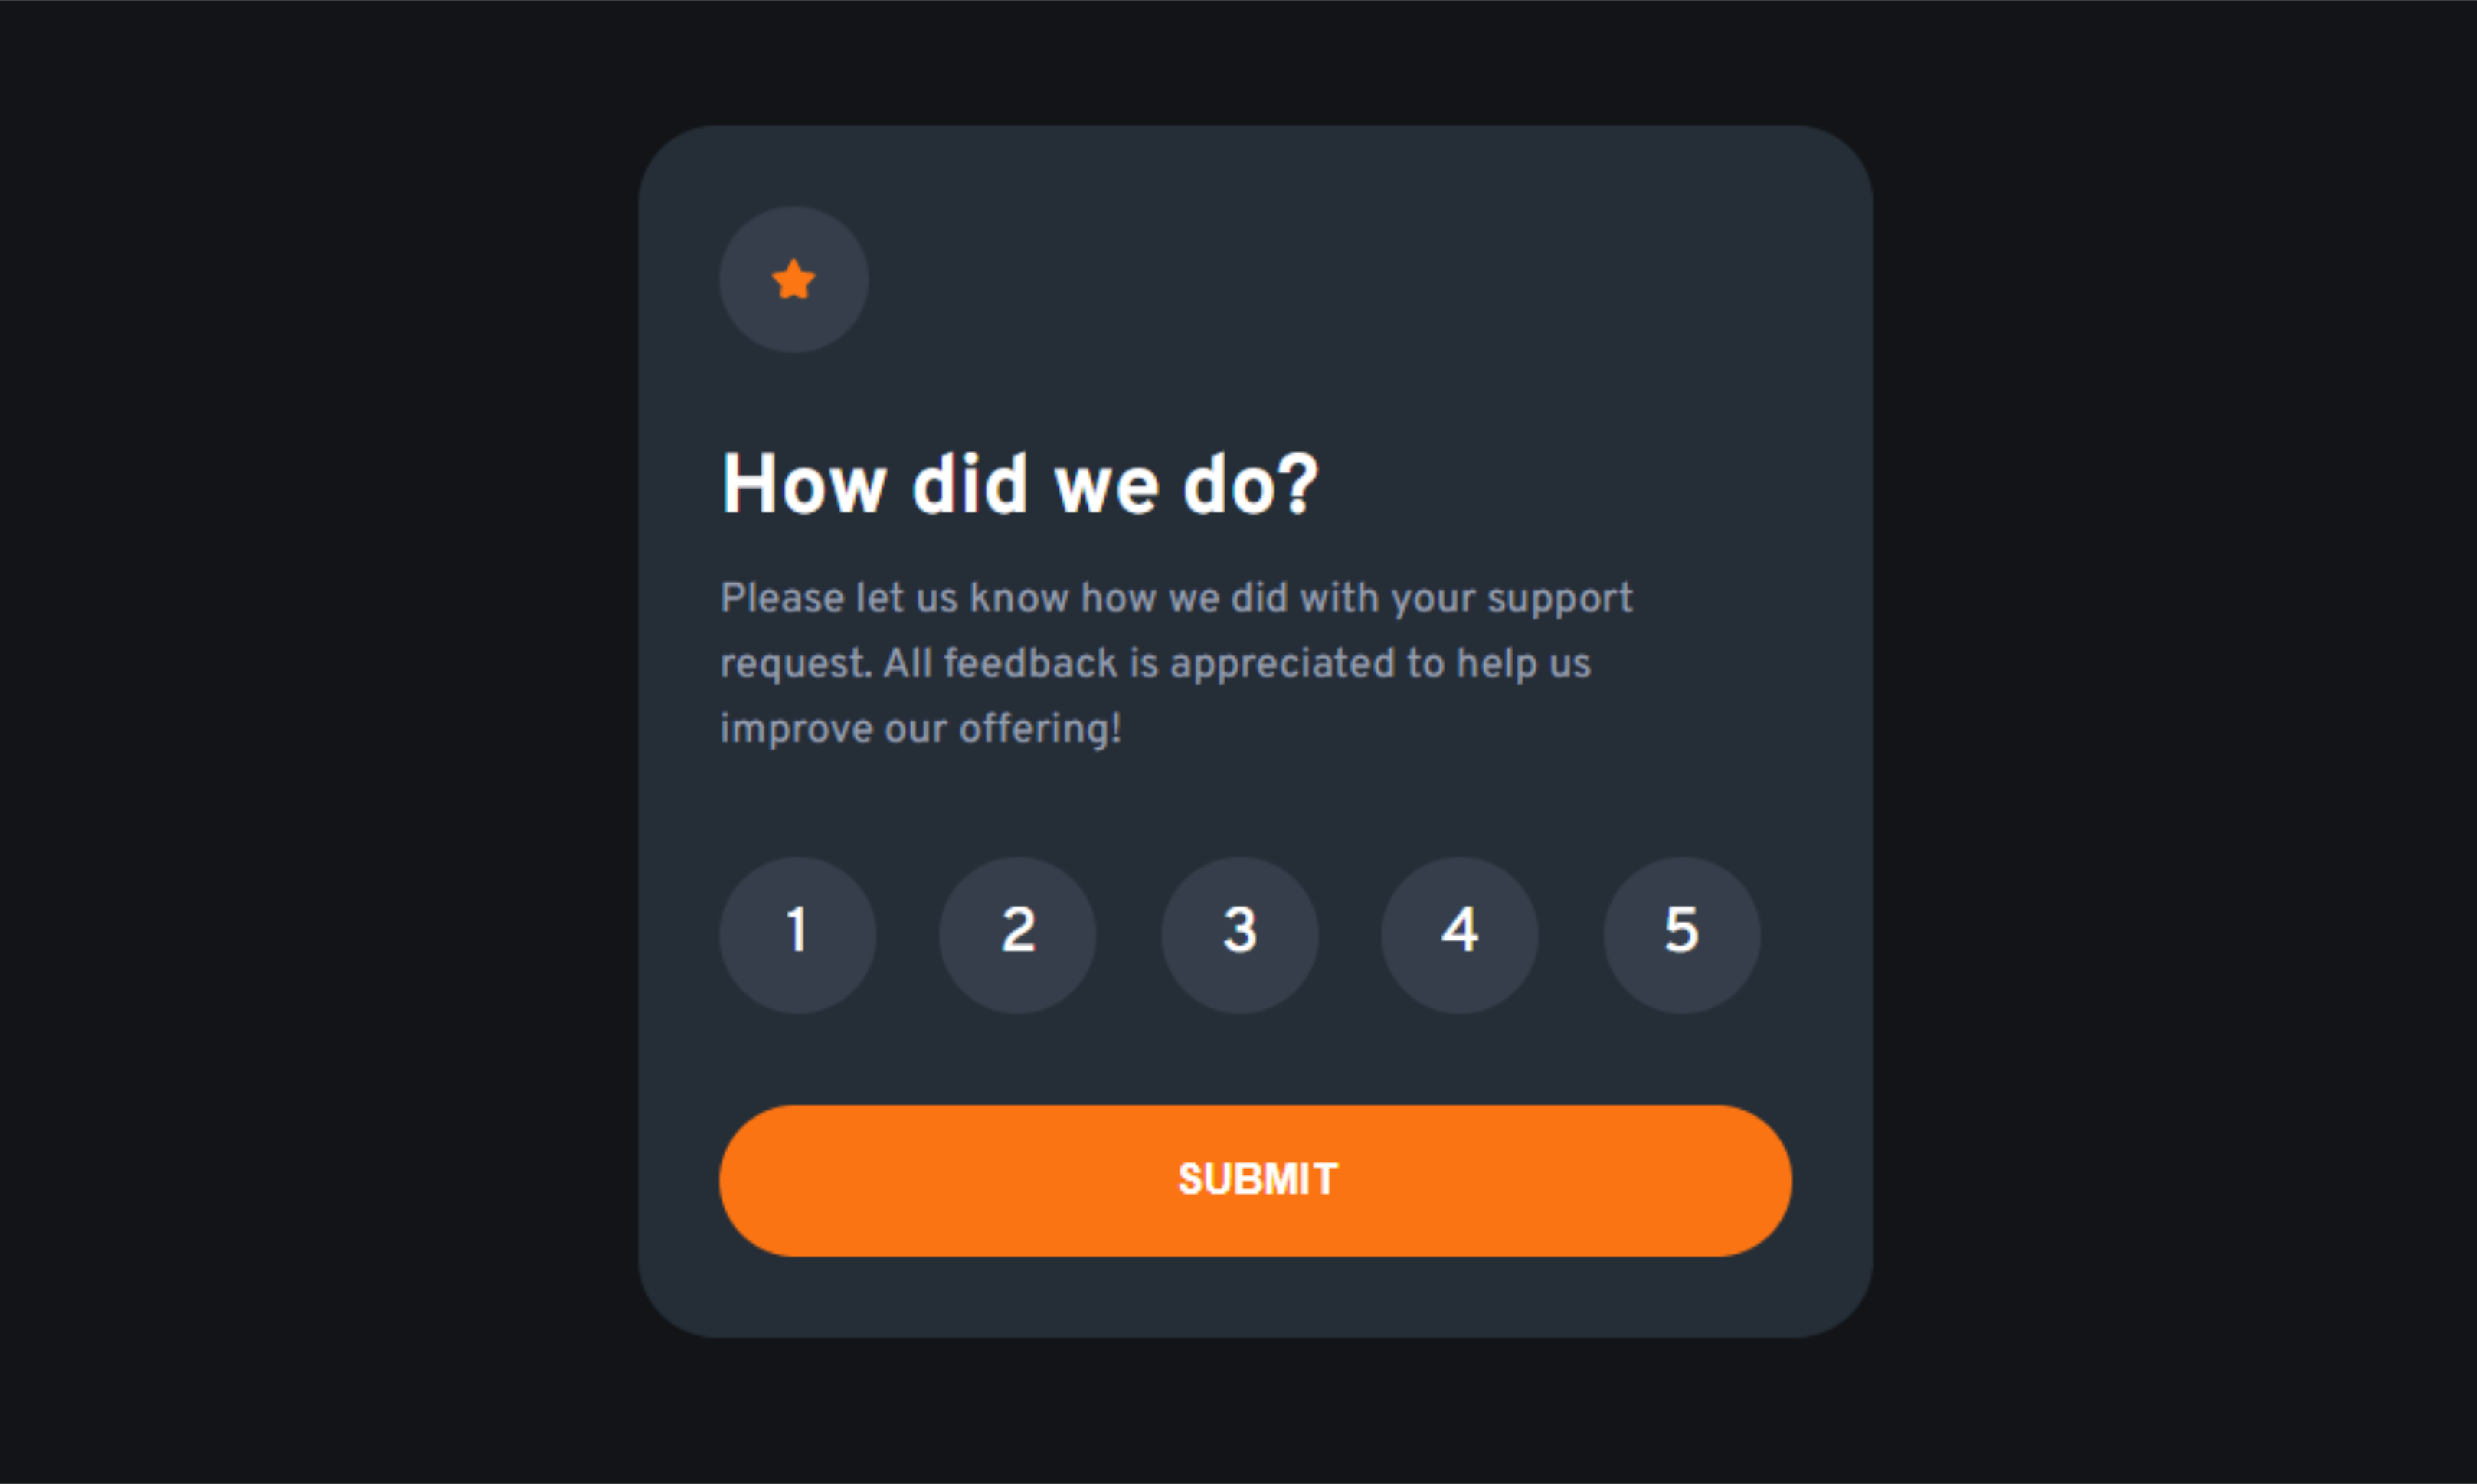 How did we do?
Please let us know how we did with your support
request. All feedback is appreciated to help us
improve our offering!
1 2 3 4 5
SUBMIT